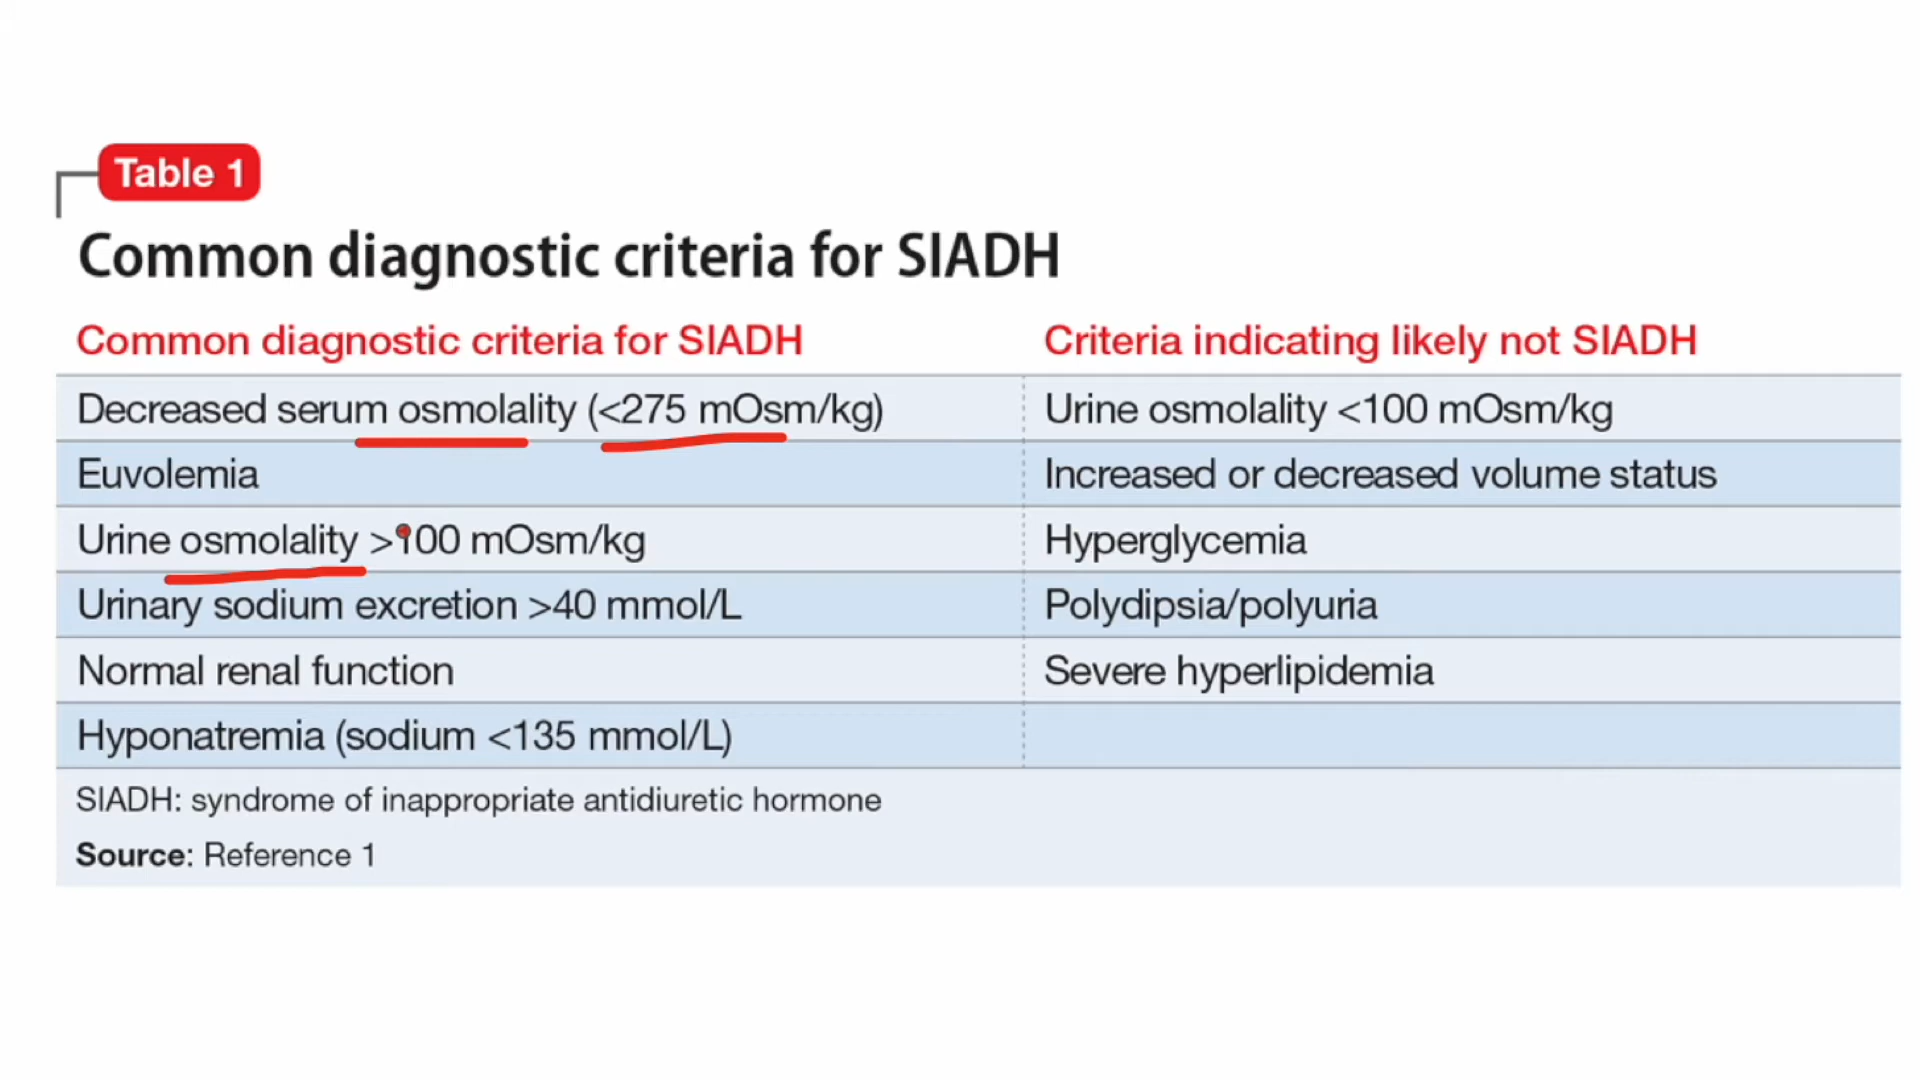 Table 1
Common diagnostic criteria for SIADH
Common diagnostic criteria for SIADH Criteria indicating likely not SIADH
Decreased serum osmolality (<275 mOsm/kg) Urine osmolality <100 mOsm/kg
Euvolemia Increased or decreased volume status
Urine osmolality >100 mOsm/kg Hyperglycemia
Urinary sodium excretion >40 mmol/L Polydipsia/polyuria
Normal renal function Severe hyperlipidemia
Hyponatremia (sodium <135 mmol/L)
SIADH: syndrome of inappropriate antidiuretic hormone
Source: Reference 1